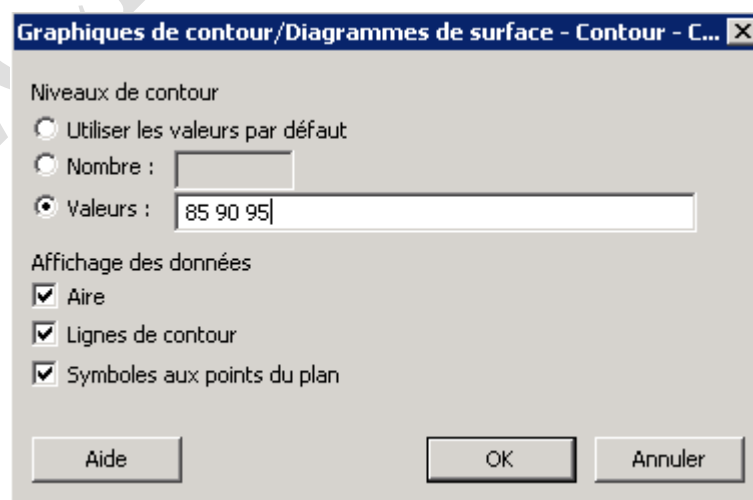 Graphiques de contour/Diagrammes de surface - Contour - C...
Niveaux de contour
Utiliser les valeurs par défaut
Nombre :
Valeurs : 85 90 95
Affichage des données
Aire
Lignes de contour
Symboles aux points du plan
Aide OK Annuler